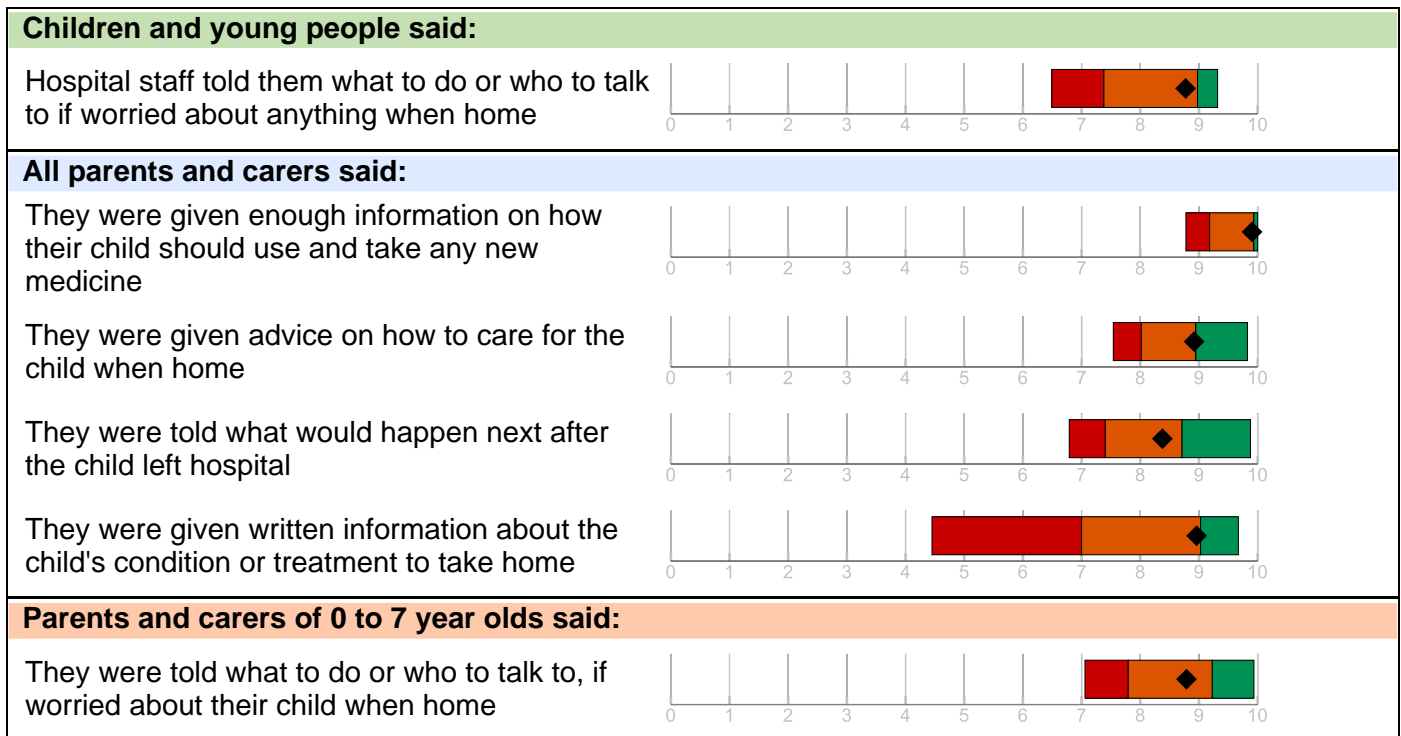 Children and young people said:
Hospital staff told them what to do or who to talk
to if worried about anything when home
0 1 2 3 4 5 6 7 8 9 10
All parents and carers said:
They were given enough information on how
their child should use and take any new
medicine
0 1 2 3 4 5 6 7 8 9 10
They were given advice on how to care for the
child when home
0 1 2 3 4 5 6 7 8 9 10
They were told what would happen next after
the child left hospital
0 1 2 3 4 5 6 7 8 9 10
They were given written information about the
child's condition or treatment to take home
0 1 2 3 4 5 6 7 8 9 10
Parents and carers of 0 to 7 year olds said:
They were told what to do or who to talk to, if
worried about their child when home
0 1 2 3 4 5 6 7 8 9 10